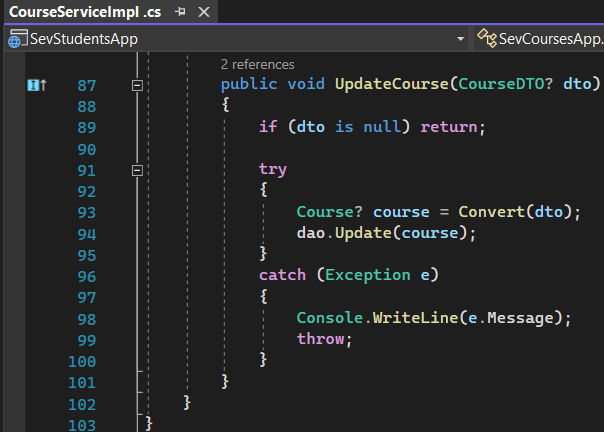 CourseServiceImpl.cs
SevStudentsApp SevCoursesApp.
2 references
87 public void UpdateCourse(CourseDTO? dto)
88 {
89 if (dto is null) return;
90
91 try
92 {
93 Course? course = Convert(dto);
94 dao.Update(course);
95 }
96 catch (Exception e)
97 {
98 Console.WriteLine(e.Message);
99 throw;
100 }
101 }
102 }
103 }